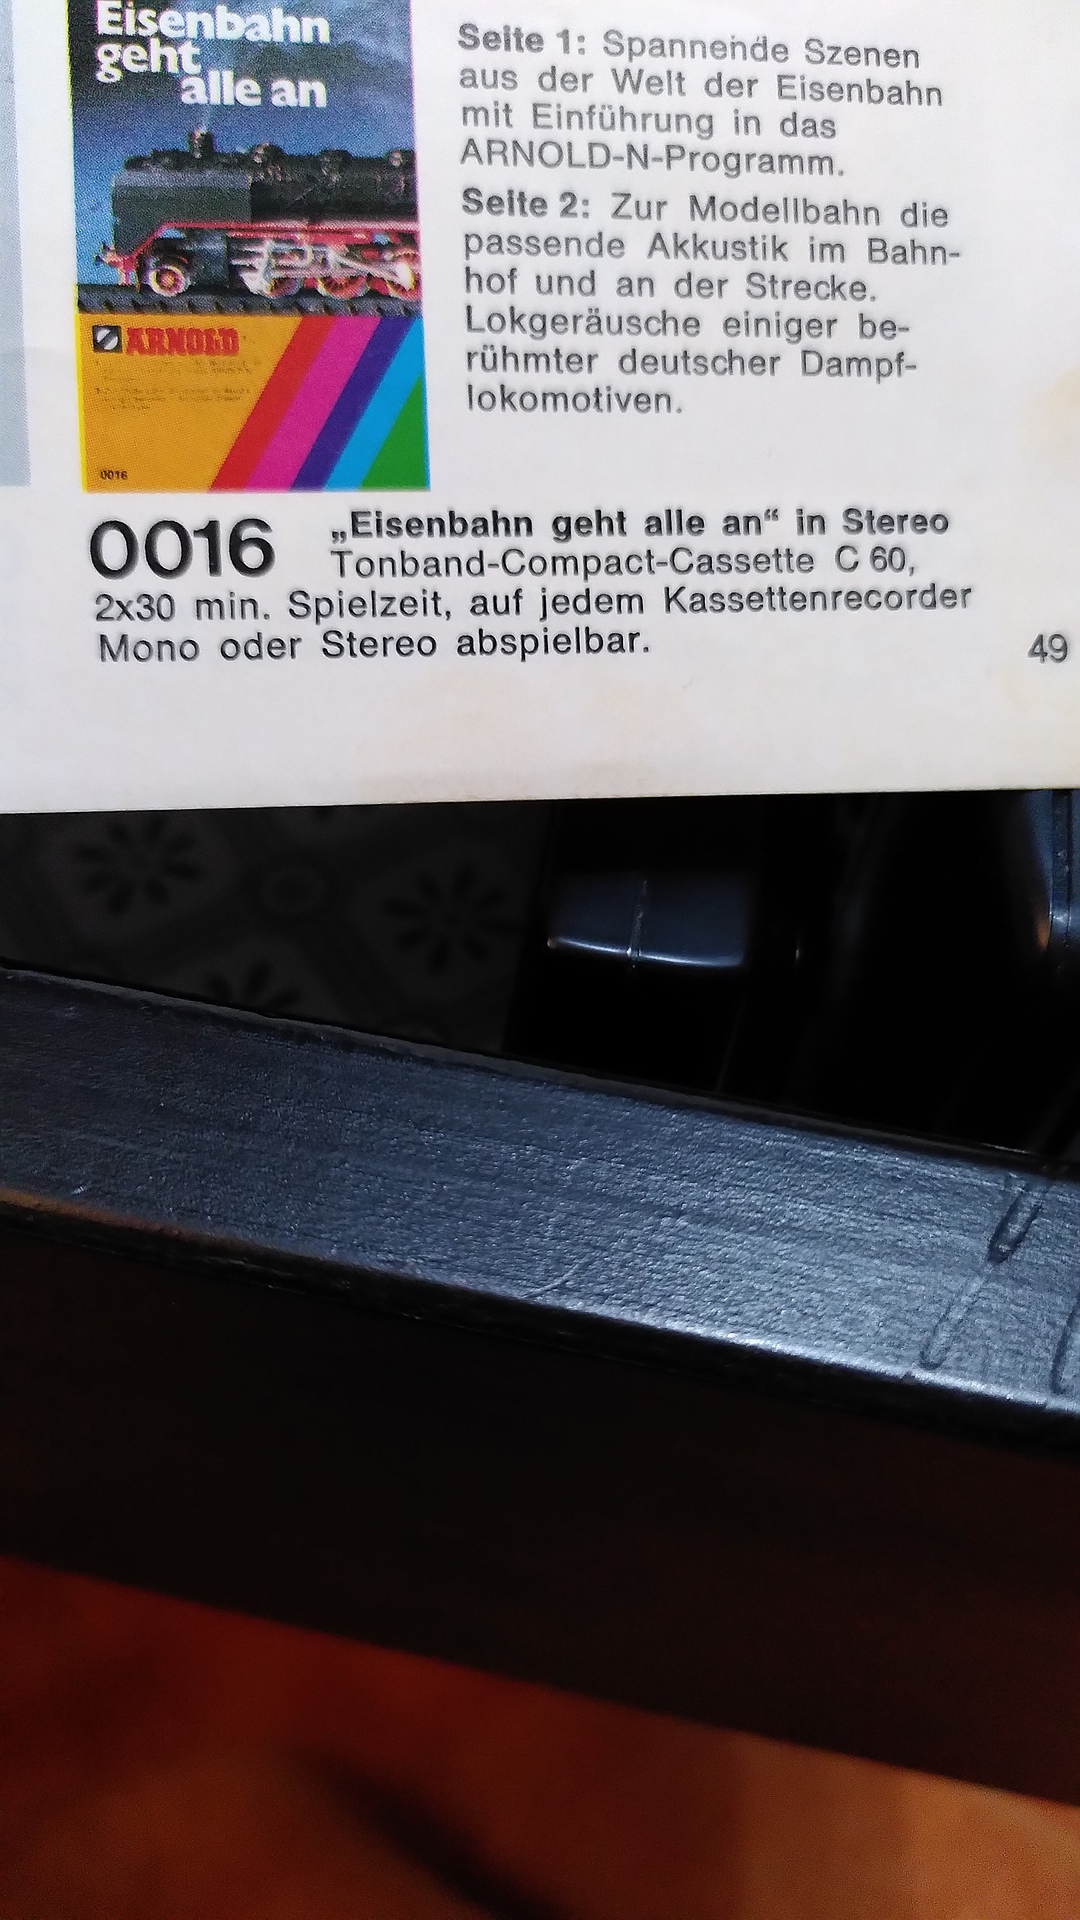 Eisenbahn
geht
alle an
ARNOLD
0016
Seite 1: Spannende Szenen
aus der Welt der Eisenbahn
mit Einführung in das
ARNOLD-N-Programm.
Seite 2: Zur Modellbahn die
passende Akkustik im Bahn-
hof und an der Strecke.
Lokgeräusche einiger be-
rühmter deutscher Dampf-
lokomotiven.
0016 „Eisenbahn geht alle an“ in Stereo
Tonband-Compact-Cassette C 60,
2x30 min. Spielzeit, auf jedem Kassettenrecorder
Mono oder Stereo abspielbar.
49